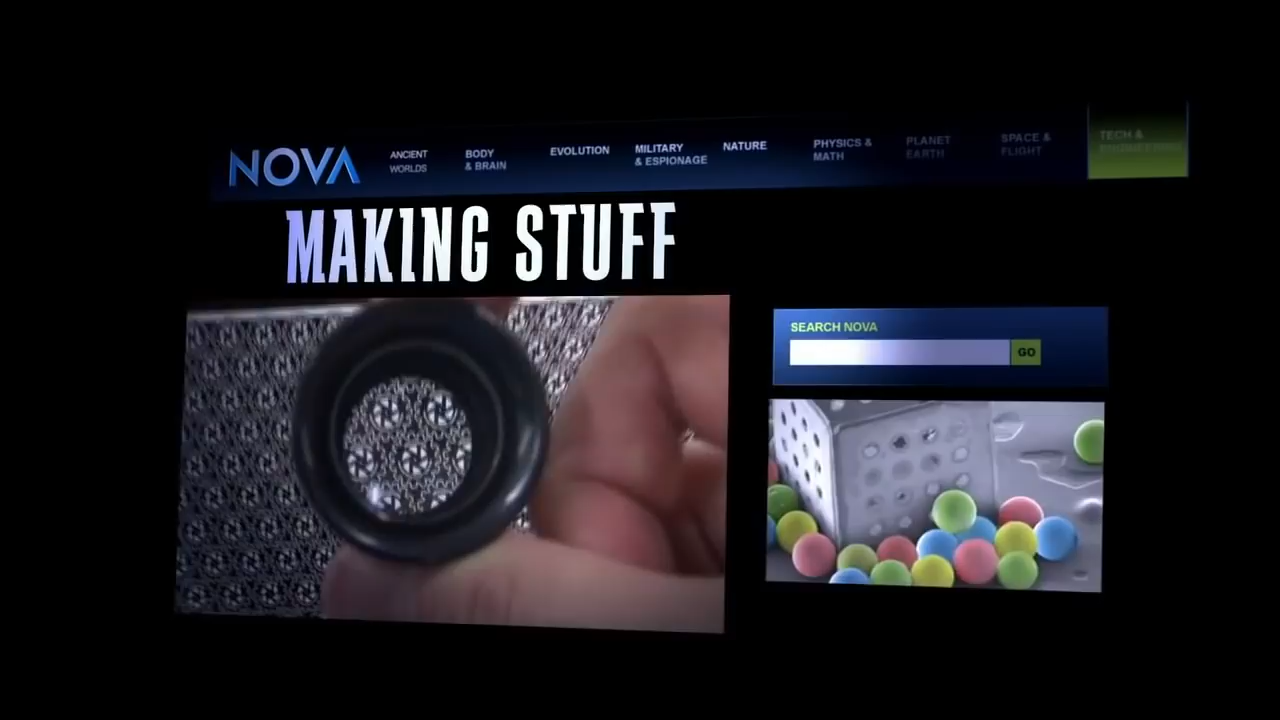 NOVA
ANCIENT
WORLDS
BODY
& BRAIN
EVOLUTION
MILITARY
& ESPIONAGE
NATURE
PHYSICS &
MATH
PLANET
EARTH
SPACE &
FLIGHT
TECH &
MAKING STUFF
SEARCH NOVA
GO